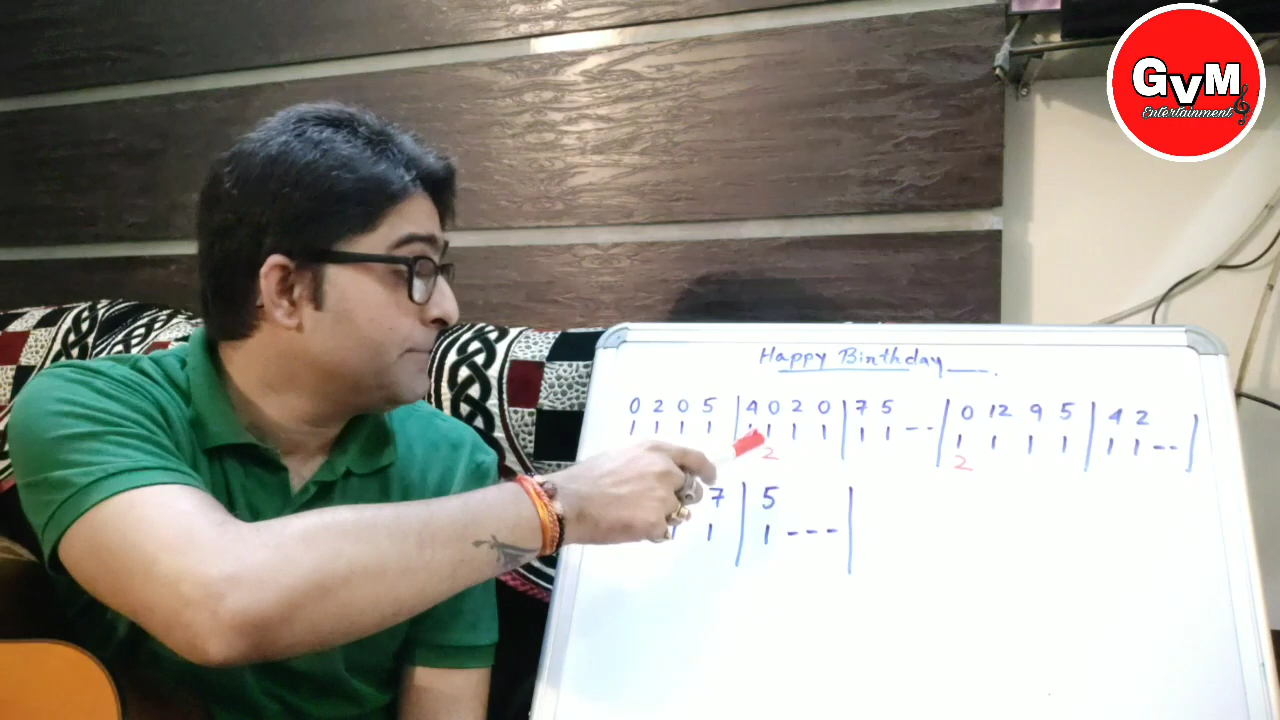 GVM
Entertainment
Happy Birthday ___.
0 2 0 5 | 4 0 2 0 | 7 5 | 0 12 9 5 | 4 2 |
1 1 1 1 | 1 1 1 1 | 1 1 -- | 1 1 1 1 | 1 1 -- |
2 2
7 | 5 |
1 1 | 1 --- |